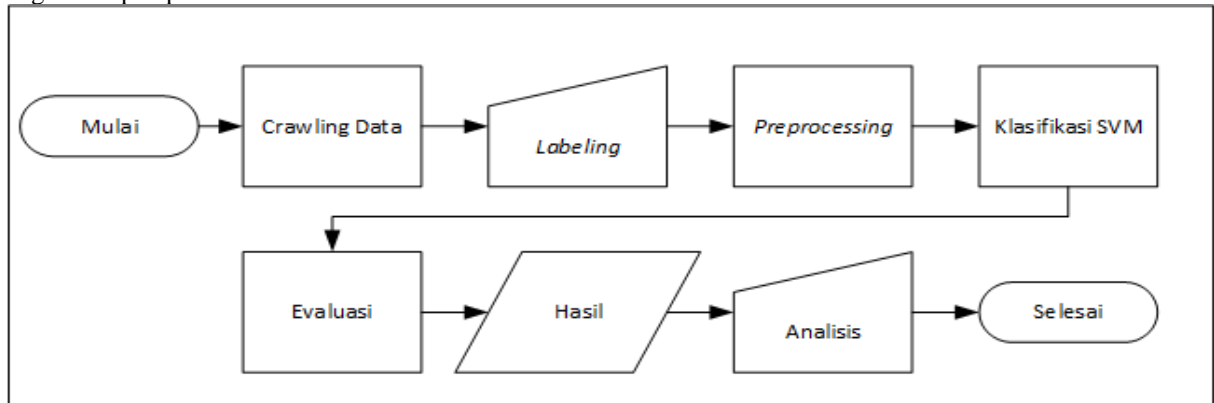 Mulai
Crawling Data
Labeling
Preprocessing
Klasifikasi SVM
Evaluasi
Hasil
Analisis
Selesai